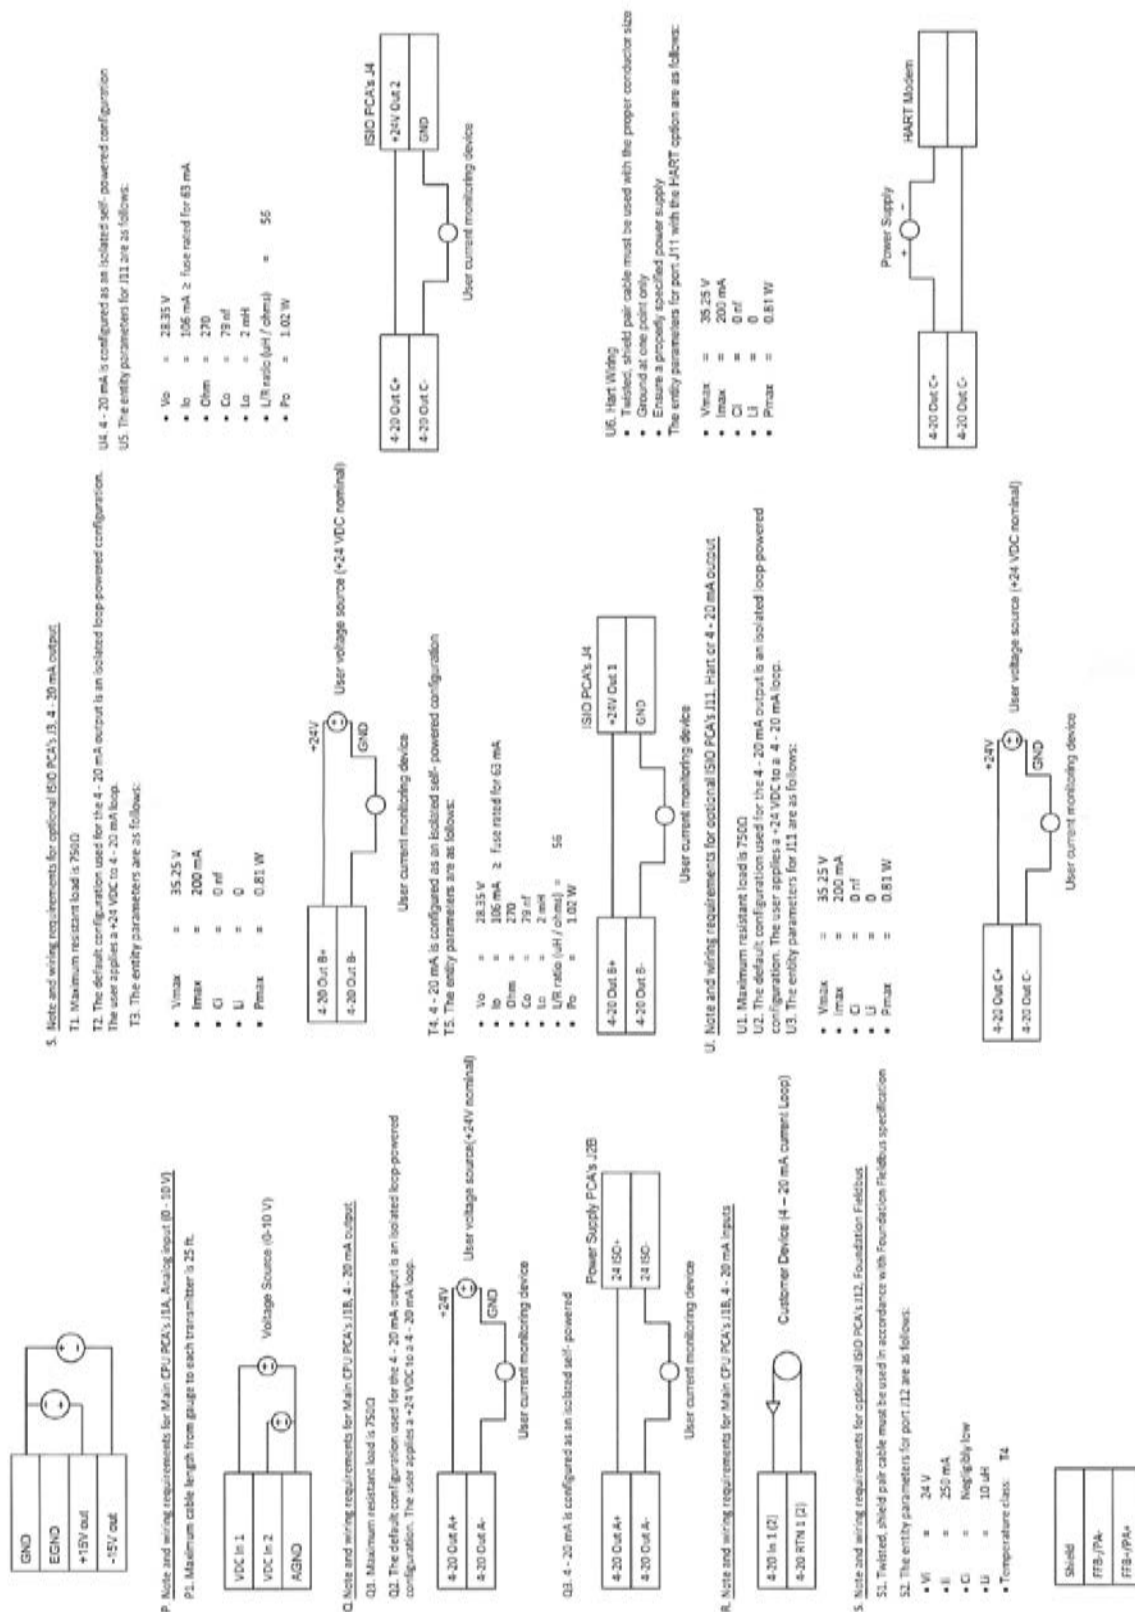 GND
EGND
+15V out
-15V out
P. Note and wiring requirements for Main CPU PCA's J1A, Analog input (0 - 10 V)
P1. Maximum cable length from gauge to each transmitter is 25 ft.
VDC In 1
VDC In 2
AGND
Voltage Source (0-10 V)
Q. Note and wiring requirements for Main CPU PCA's J1B, 4 - 20 mA output
Q1. Maximum resistant load is 750Ω
Q2. The default configuration used for the 4 - 20 mA output is an isolated loop-powered
configuration. The user applies a +24 VDC to a 4 - 20 mA loop.
4-20 Out A+
4-20 Out A-
+24V
User voltage source(+24V nominal)
GND
User current monitoring device
Q3. 4 - 20 mA is configured as an isolated self- powered
Power Supply PCA's J2B
4-20 Out A+
4-20 Out A-
24 ISO+
24 ISO-
User current monitoring device
R. Note and wiring requirements for Main CPU PCA's J1B, 4 - 20 mA inputs
4-20 In 1 (2)
4-20 RTN 1 (2)
Customer Device (4 – 20 mA current Loop)
S. Note and wiring requirements for optional ISIO PCA's J12, Foundation Fieldbus
S1. Twisted, shield pair cable must be used in accordance with Foundation Fieldbus specification
S2. The entity parameters for port J12 are as follows:
• Vi = 24 V
• Ii = 250 mA
• Ci = Negligibly low
• Li = 10 uH
• Temperature class: T4
Shield
FFB-/PA-
FFB+/PA+
S. Note and wiring requirements for optional ISIO PCA's J3, 4 - 20 mA output
T1. Maximum resistant load is 750Ω
T2. The default configuration used for the 4 - 20 mA output is an isolated loop-powered configuration.
The user applies a +24 VDC to 4 - 20 mA loop.
T3. The entity parameters are as follows:
• Vmax = 35.25 V
• Imax = 200 mA
• Ci = 0 nf
• Li = 0
• Pmax = 0.81 W
4-20 Out B+
4-20 Out B-
+24V
User voltage source (+24 VDC nominal)
GND
User current monitoring device
T4. 4 - 20 mA is configured as an isolated self- powered configuration
T5. The entity parameters are as follows:
• Vo = 28.35 V
• Io = 106 mA ≥ fuse rated for 63 mA
• Ohm = 270
• Co = 79 nf
• Lo = 2 mH
• L/R ratio (uH / ohms) = 56
• Po = 1.02 W
ISIO PCA's J4
4-20 Out B+
4-20 Out B-
+24V Out 1
GND
User current monitoring device
U. Note and wiring requirements for optional ISIO PCA's J11, Hart or 4 - 20 mA output
U1. Maximum resistant load is 750Ω
U2. The default configuration used for the 4 - 20 mA output is an isolated loop-powered
configuration. The user applies a +24 VDC to a 4 - 20 mA loop.
U3. The entity parameters for J11 are as follows:
• Vmax = 35.25 V
• Imax = 200 mA
• Ci = 0 nf
• Li = 0
• Pmax = 0.81 W
4-20 Out C+
4-20 Out C-
+24V
User voltage source (+24 VDC nominal)
GND
User current monitoring device
U4. 4 - 20 mA is configured as an isolated self- powered configuration
U5. The entity parameters for J11 are as follows:
• Vo = 28.35 V
• Io = 106 mA ≥ fuse rated for 63 mA
• Ohm = 270
• Co = 79 nf
• Lo = 2 mH
• L/R ratio (uH / ohms) = 56
• Po = 1.02 W
ISIO PCA's J4
4-20 Out C+
4-20 Out C-
+24V Out 2
GND
User current monitoring device
U6. Hart Wiring
• Twisted, shield pair cable must be used with the proper conductor size
• Ground at one point only
• Ensure a properly specified power supply
The entity parameters for port J11 with the HART option are as follows:
• Vmax = 35.25 V
• Imax = 200 mA
• Ci = 0 nf
• Li = 0
• Pmax = 0.81 W
Power Supply
+
-
HART Modem
4-20 Out C+
4-20 Out C-